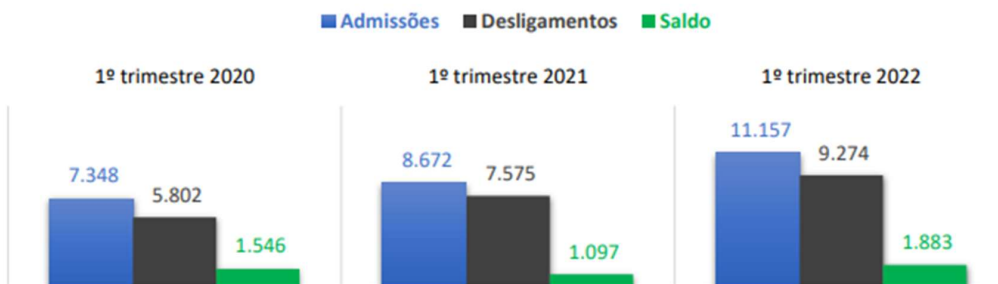 Admissões Desligamentos Saldo
1º trimestre 2020 1º trimestre 2021 1º trimestre 2022
7.348 5.802 1.546
8.672 7.575 1.097
11.157 9.274 1.883